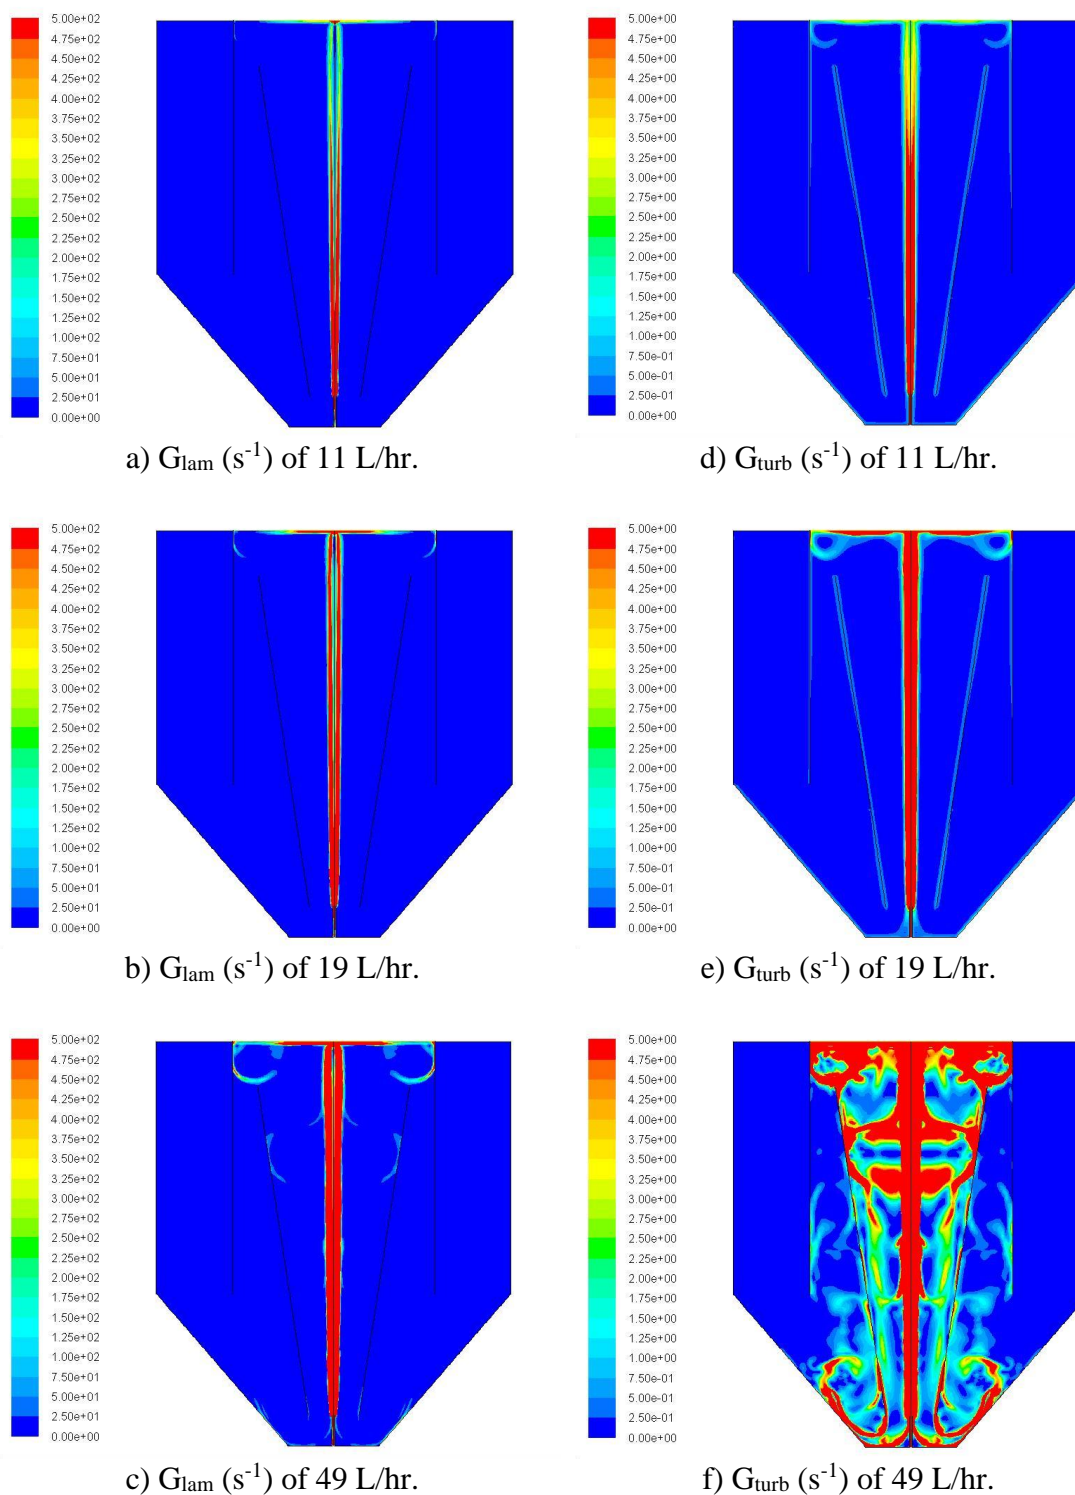 5.00e+02
4.75e+02
4.50e+02
4.25e+02
4.00e+02
3.75e+02
3.50e+02
3.25e+02
3.00e+02
2.75e+02
2.50e+02
2.25e+02
2.00e+02
1.75e+02
1.50e+02
1.25e+02
1.00e+02
7.50e+01
5.00e+01
2.50e+01
0.00e+00
a) Glam (s-1) of 11 L/hr.
5.00e+00
4.75e+00
4.50e+00
4.25e+00
4.00e+00
3.75e+00
3.50e+00
3.25e+00
3.00e+00
2.75e+00
2.50e+00
2.25e+00
2.00e+00
1.75e+00
1.50e+00
1.25e+00
1.00e+00
7.50e-01
5.00e-01
2.50e-01
0.00e+00
d) Gturb (s-1) of 11 L/hr.
5.00e+02
4.75e+02
4.50e+02
4.25e+02
4.00e+02
3.75e+02
3.50e+02
3.25e+02
3.00e+02
2.75e+02
2.50e+02
2.25e+02
2.00e+02
1.75e+02
1.50e+02
1.25e+02
1.00e+02
7.50e+01
5.00e+01
2.50e+01
0.00e+00
b) Glam (s-1) of 19 L/hr.
5.00e+00
4.75e+00
4.50e+00
4.25e+00
4.00e+00
3.75e+00
3.50e+00
3.25e+00
3.00e+00
2.75e+00
2.50e+00
2.25e+00
2.00e+00
1.75e+00
1.50e+00
1.25e+00
1.00e+00
7.50e-01
5.00e-01
2.50e-01
0.00e+00
e) Gturb (s-1) of 19 L/hr.
5.00e+02
4.75e+02
4.50e+02
4.25e+02
4.00e+02
3.75e+02
3.50e+02
3.25e+02
3.00e+02
2.75e+02
2.50e+02
2.25e+02
2.00e+02
1.75e+02
1.50e+02
1.25e+02
1.00e+02
7.50e+01
5.00e+01
2.50e+01
0.00e+00
c) Glam (s-1) of 49 L/hr.
5.00e+00
4.75e+00
4.50e+00
4.25e+00
4.00e+00
3.75e+00
3.50e+00
3.25e+00
3.00e+00
2.75e+00
2.50e+00
2.25e+00
2.00e+00
1.75e+00
1.50e+00
1.25e+00
1.00e+00
7.50e-01
5.00e-01
2.50e-01
0.00e+00
f) Gturb (s-1) of 49 L/hr.